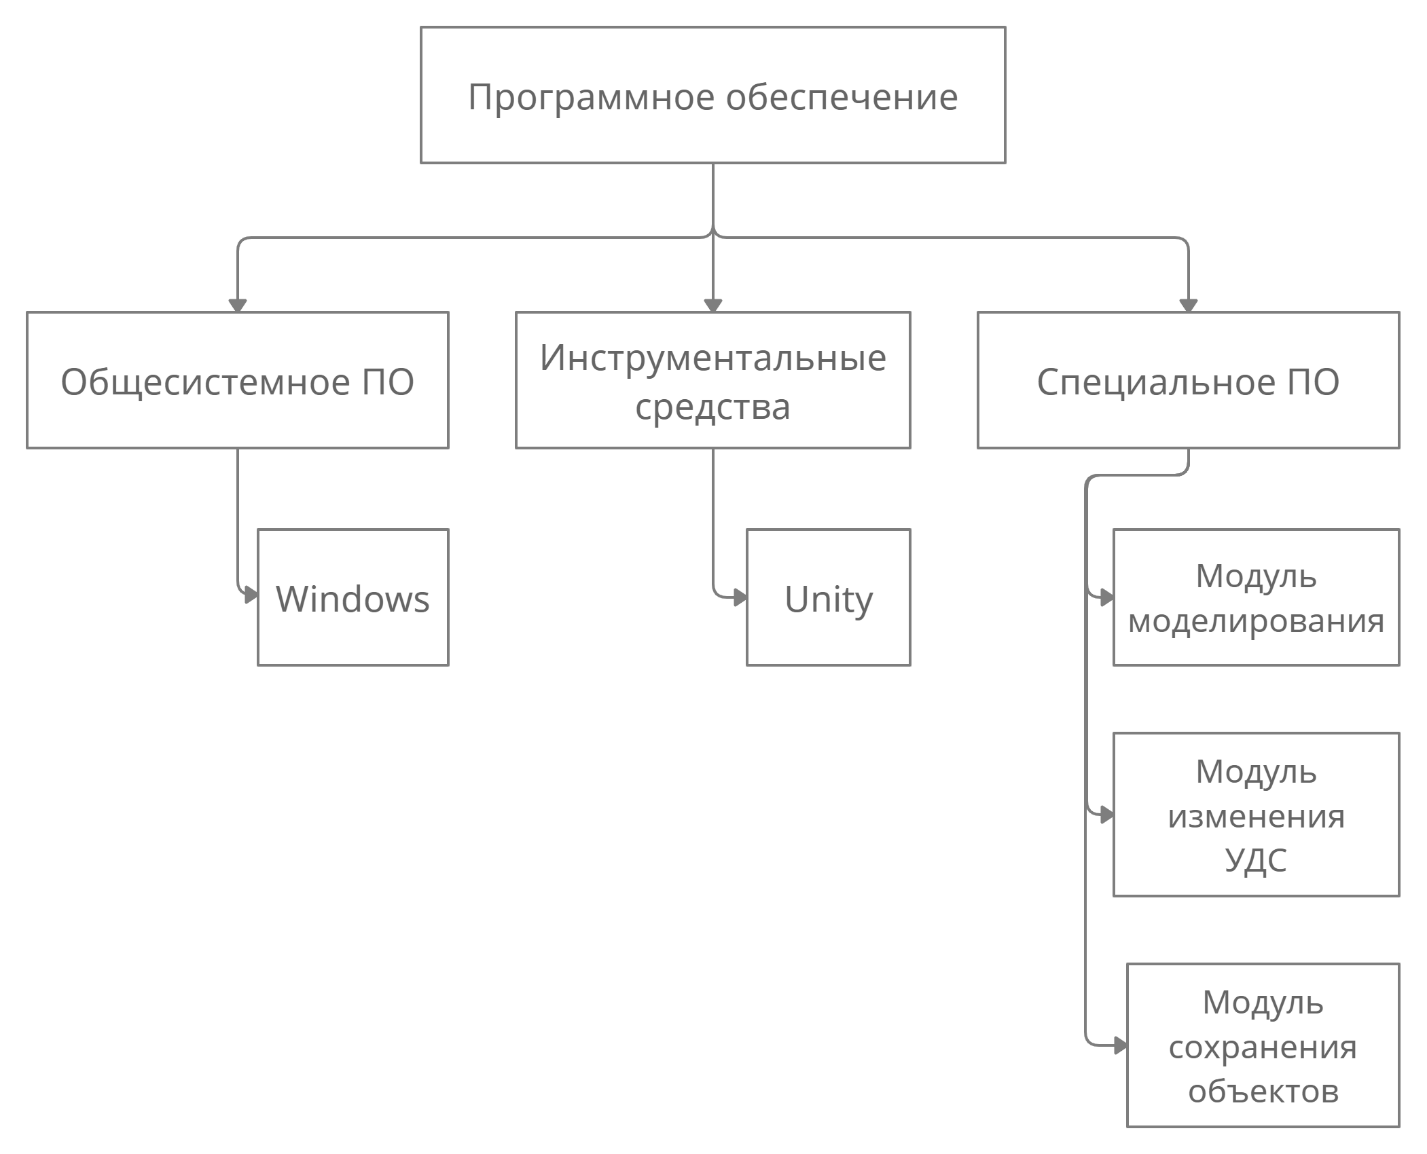 Программное обеспечение
Общесистемное ПО
Инструментальные
средства
Специальное ПО
Windows
Unity
Модуль
моделирования
Модуль
изменения
УДС
Модуль
сохранения
объектов